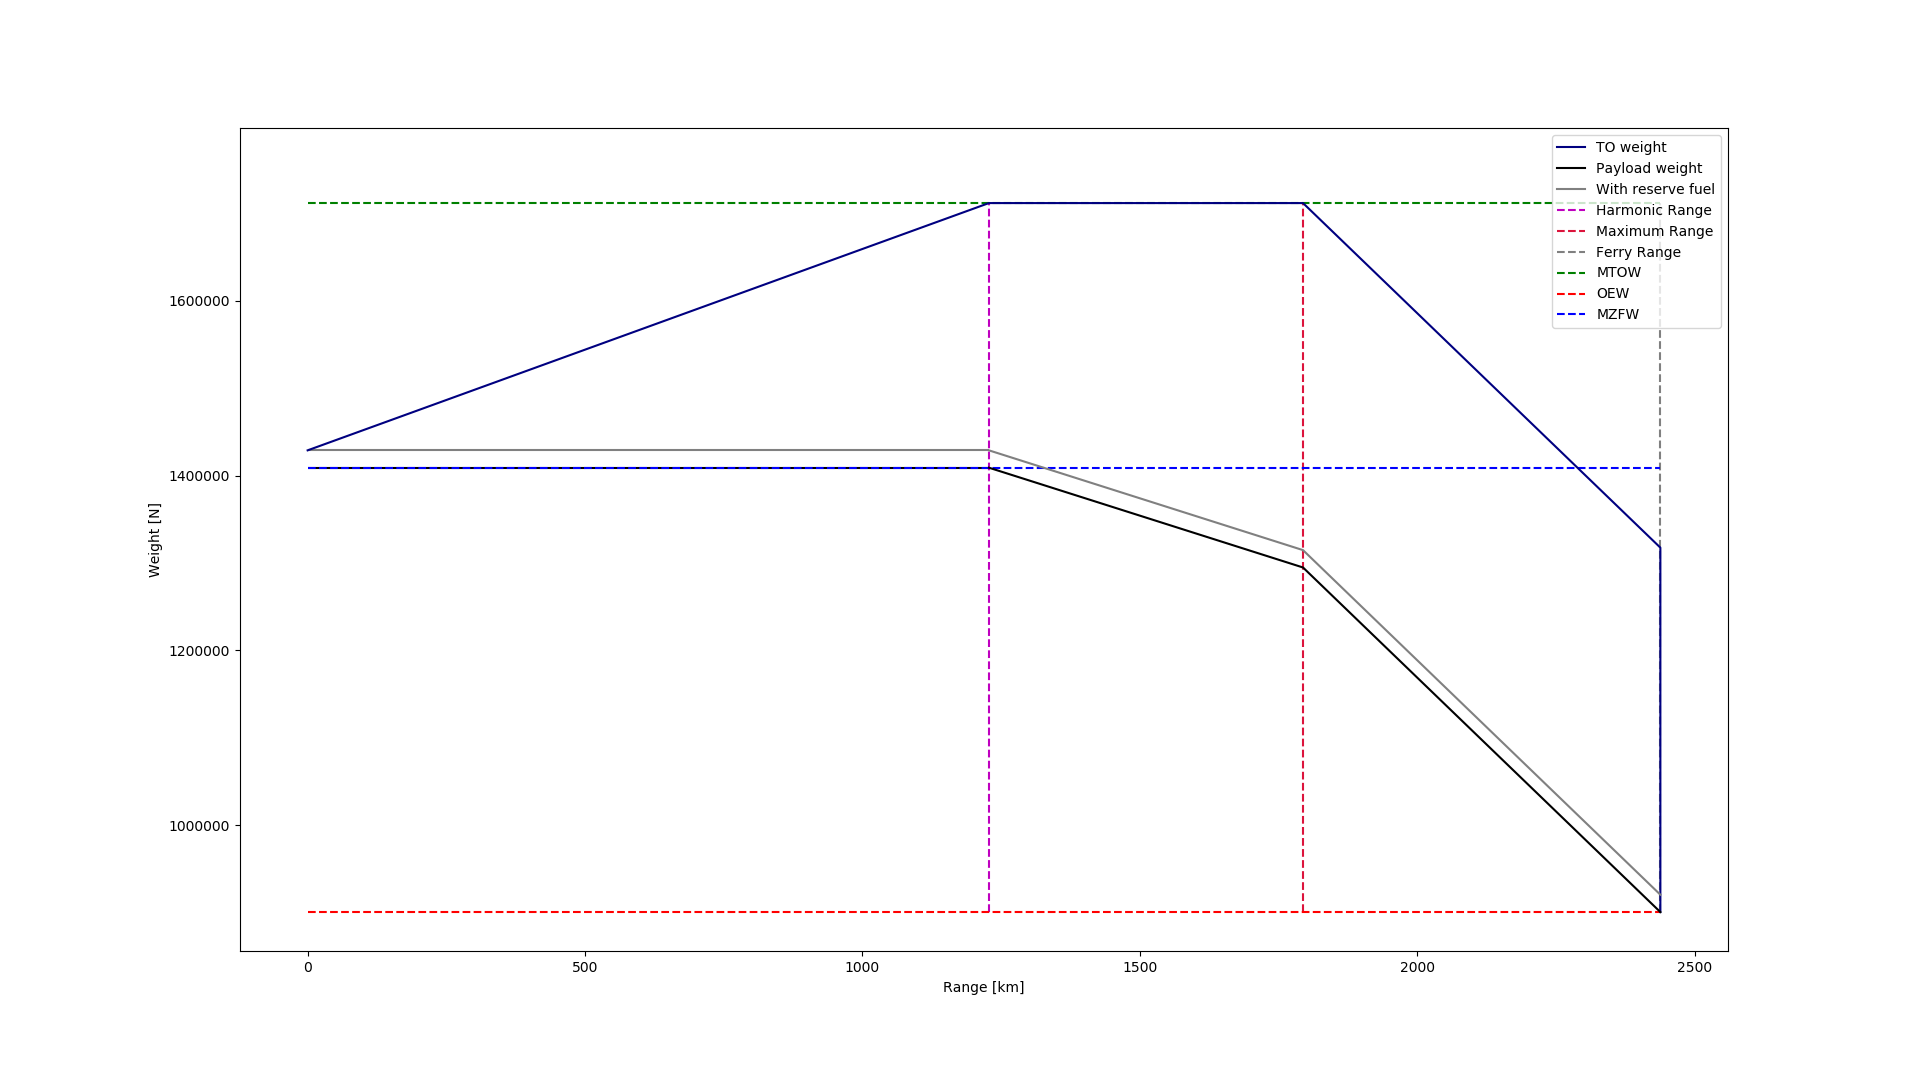 TO weight
Payload weight
With reserve fuel
Harmonic Range
Maximum Range
Ferry Range
MTOW
OEW
MZFW
1600000
1400000
1200000
1000000
Weight [N]
0 500 1000 1500 2000 2500
Range [km]